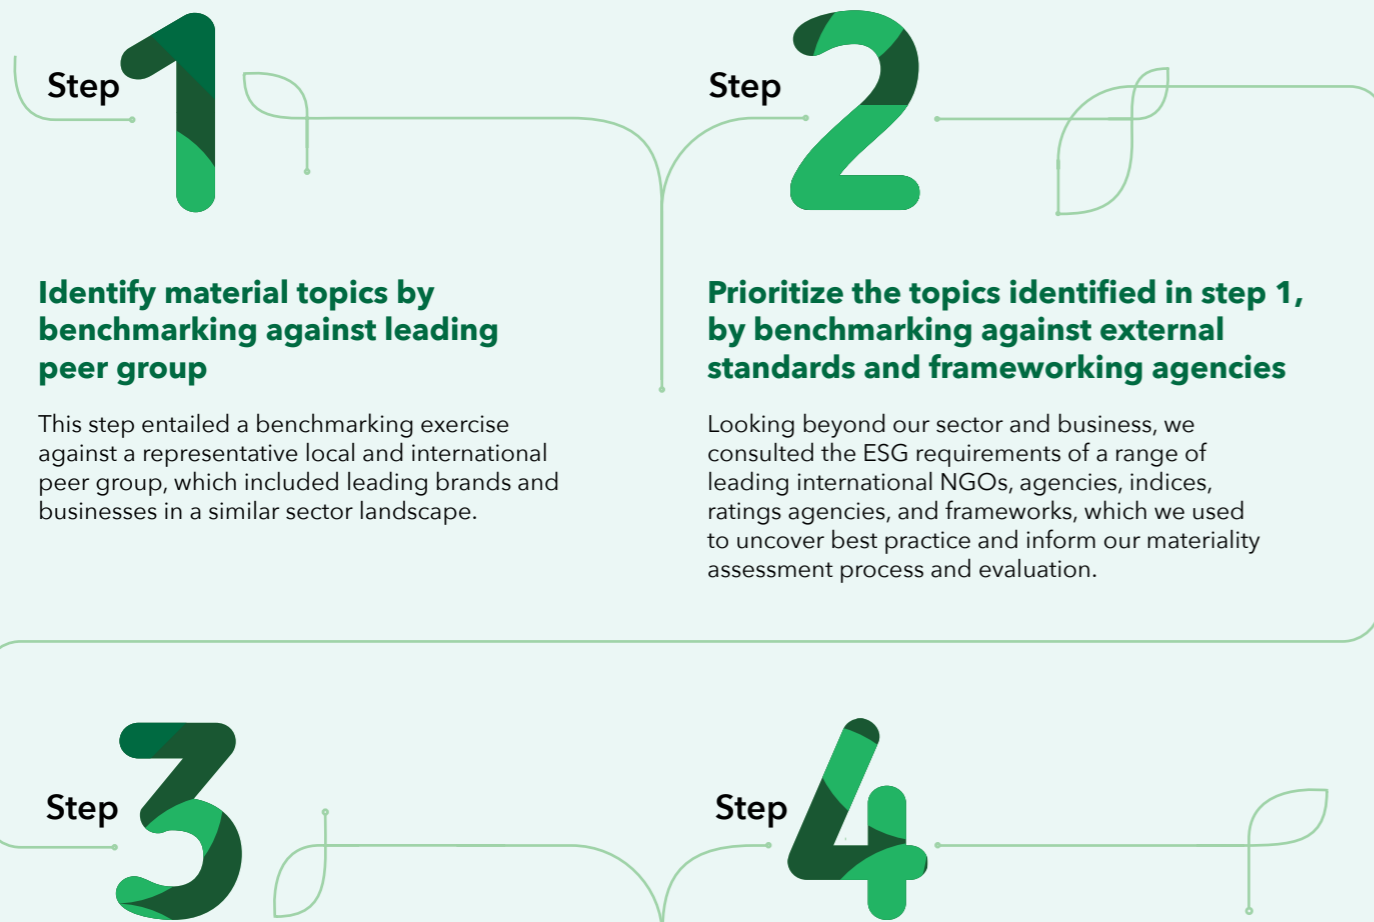 Step 1
Identify material topics by
benchmarking against leading
peer group
This step entailed a benchmarking exercise
against a representative local and international
peer group, which included leading brands and
businesses in a similar sector landscape.
Step 2
Prioritize the topics identified in step 1,
by benchmarking against external
standards and frameworking agencies
Looking beyond our sector and business, we
consulted the ESG requirements of a range of
leading international NGOs, agencies, indices,
ratings agencies, and frameworks, which we used
to uncover best practice and inform our materiality
assessment process and evaluation.
Step 3
Step 4